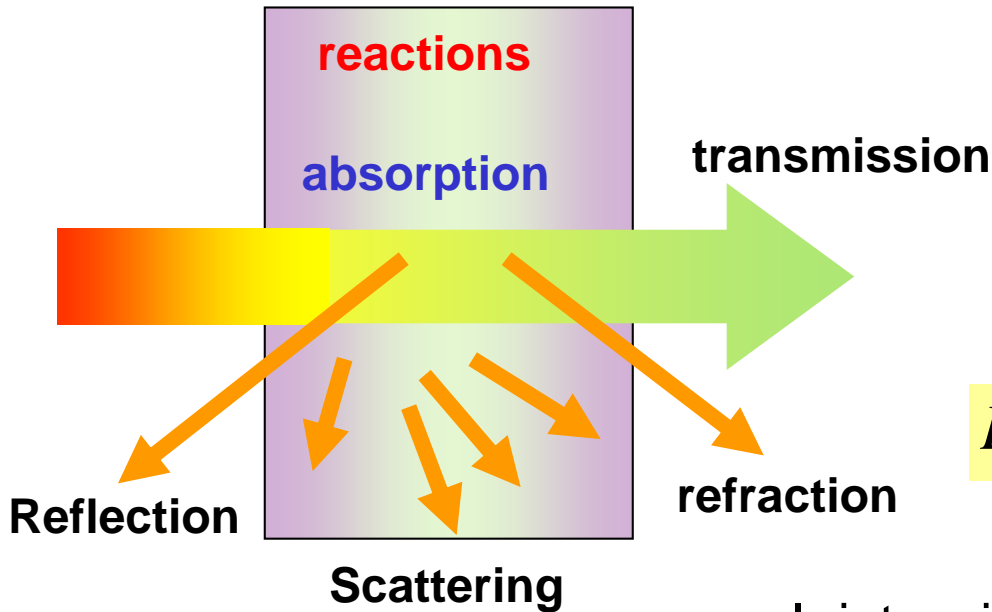 reactions
absorption
transmission
Reflection
refraction
Scattering